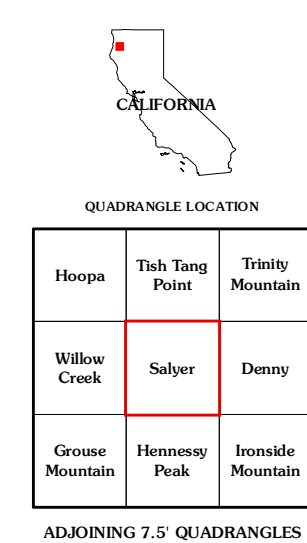 CALIFORNIA
QUADRANGLE LOCATION
Hoopa
Tish Tang
Point
Trinity
Mountain
Willow
Creek
Salyer
Denny
Grouse
Mountain
Hennessy
Peak
Ironside
Mountain
ADJOINING 7.5' QUADRANGLES